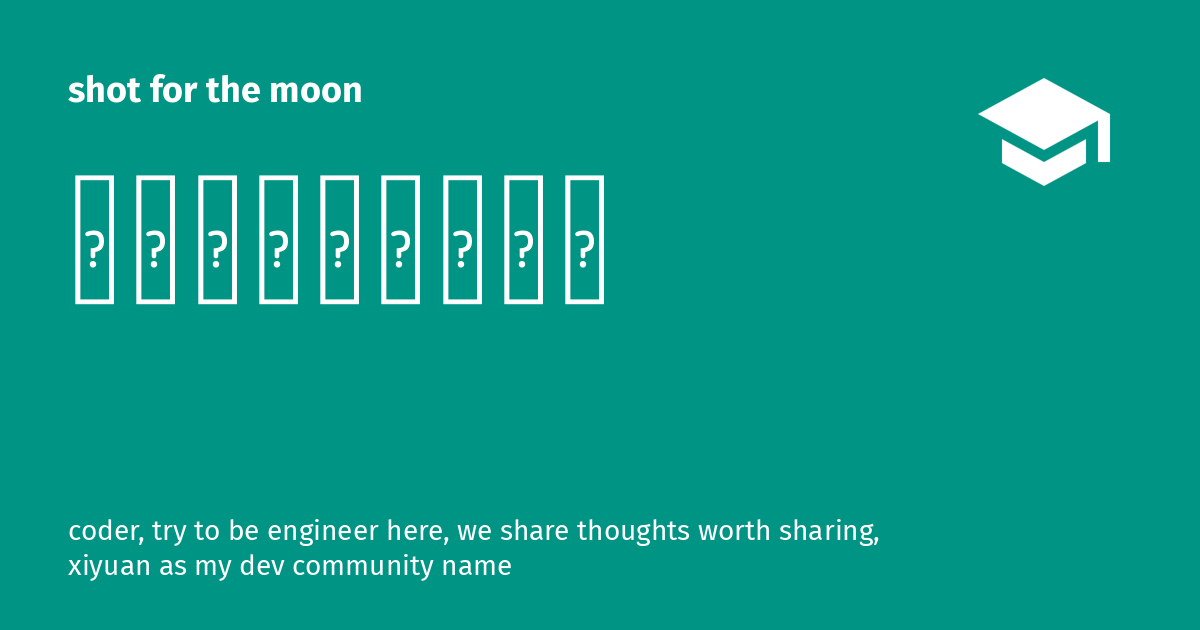 shot for the moon
coder, try to be engineer here, we share thoughts worth sharing,
xiyuan as my dev community name